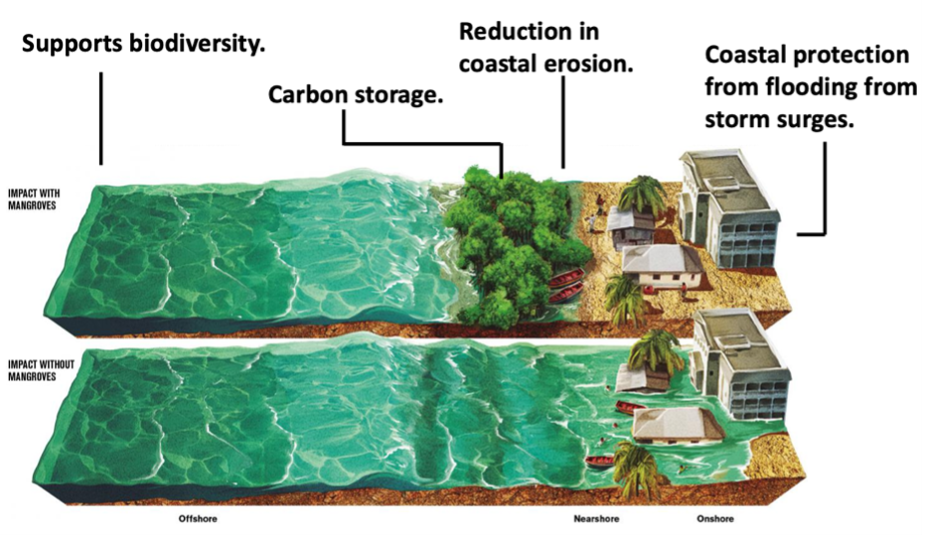 Supports biodiversity.
Carbon storage.
Reduction in
coastal erosion.
Coastal protection
from flooding from
storm surges.
IMPACT WITH
MANGROVES
IMPACT WITHOUT
MANGROVES
Offshore
Nearshore
Onshore